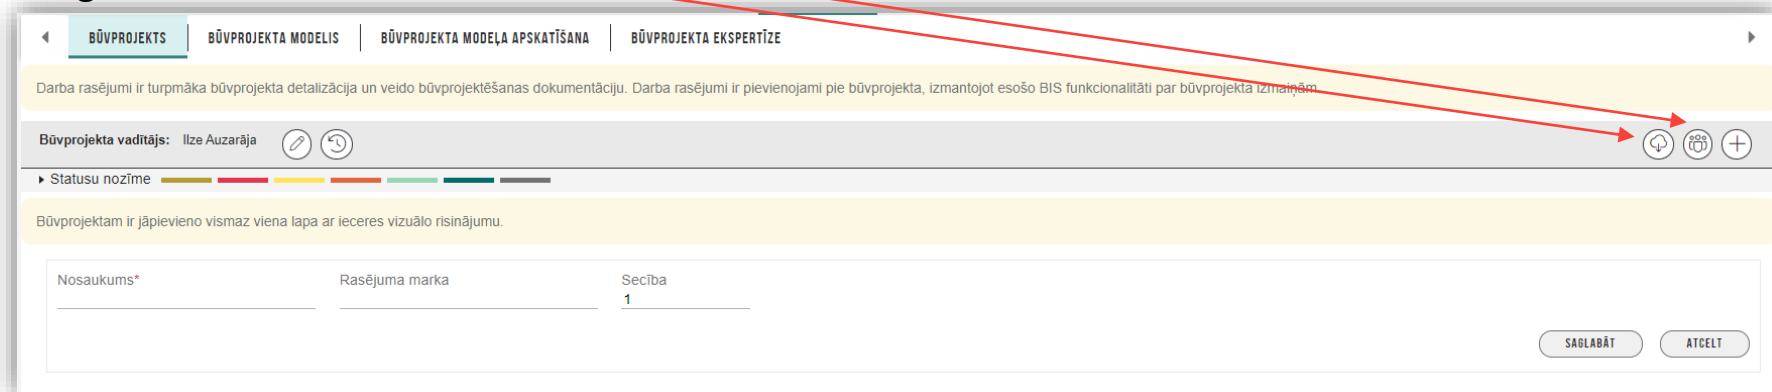 BŪVPROJEKTS BŪVPROJEKTA MODELIS BŪVPROJEKTA MODEĻA APSKATĪŠANA BŪVPROJEKTA EKSPERTĪZE
Darba rasējumi ir turpmāka būvprojekta detalizācija un veido būvprojektēšanas dokumentāciju. Darba rasējumi ir pievienojami pie būvprojekta, izmantojot esošo BIS funkcionalitāti par būvprojekta izmaiņām.
Būvprojekta vadītājs: Ilze Auzarāja
Statusu nozīme
Būvprojektam ir jāpievieno vismaz viena lapa ar ieceres vizuālo risinājumu.
Nosaukums* Rasējuma marka Secība
1
SAGLABĀT ATCELT